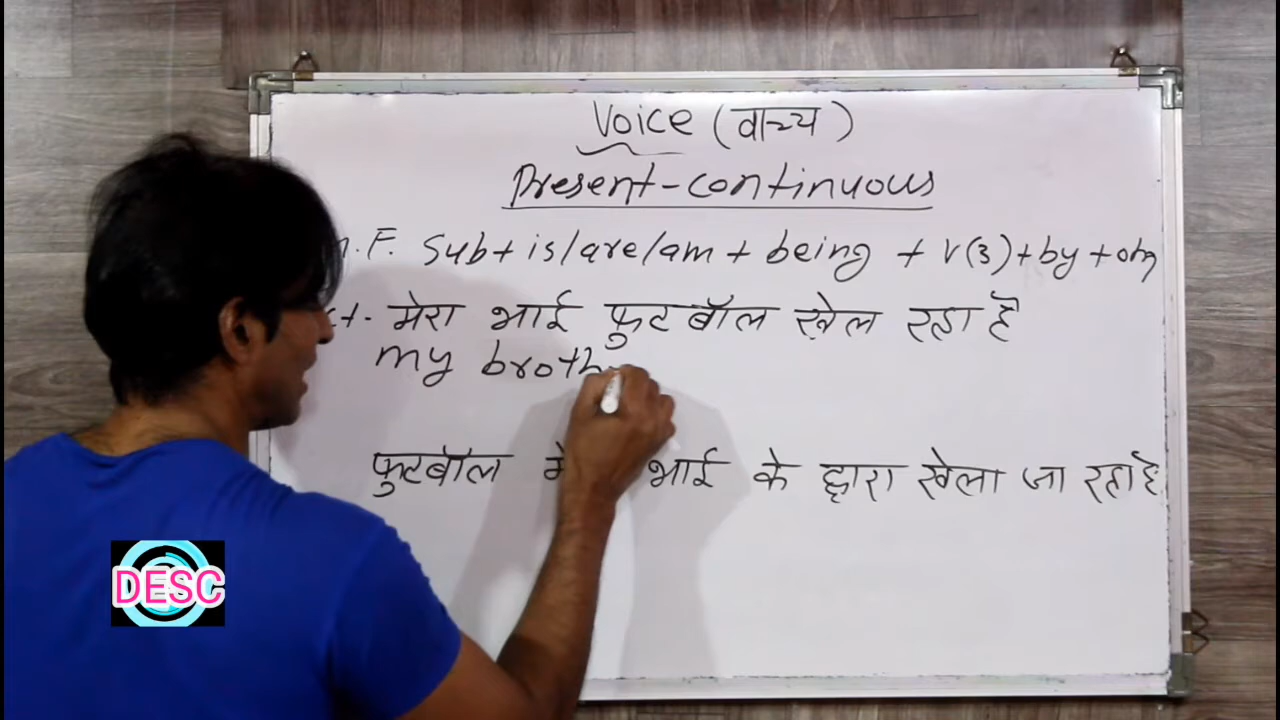 Voice (वाच्य)
Present-continuous
F. Sub + is/are/am + being + V(3) + by + obj
मेरा भाई फुटबॉल खेल रहा है
my broth
फुटबॉल भाई के द्वारा खेला जा रहा है
DESC